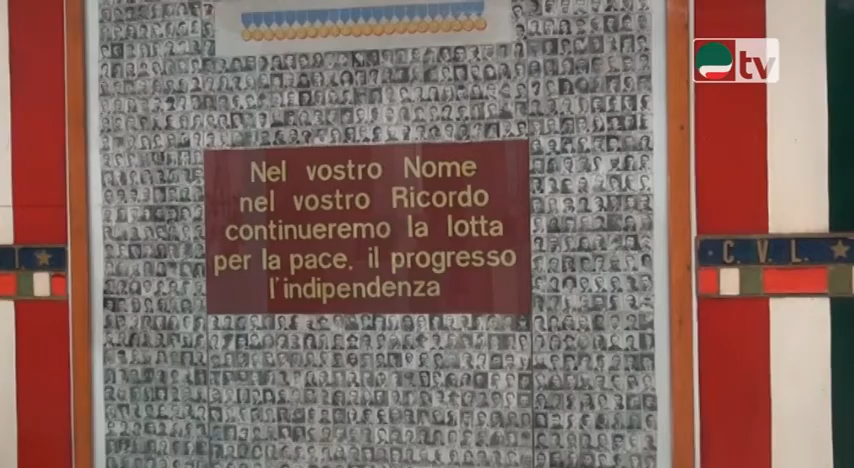 tv
Nel vostro Nome
nel vostro Ricordo
continueremo la lotta
per la pace. il progresso
l'indipendenza
· C. V. L. ★